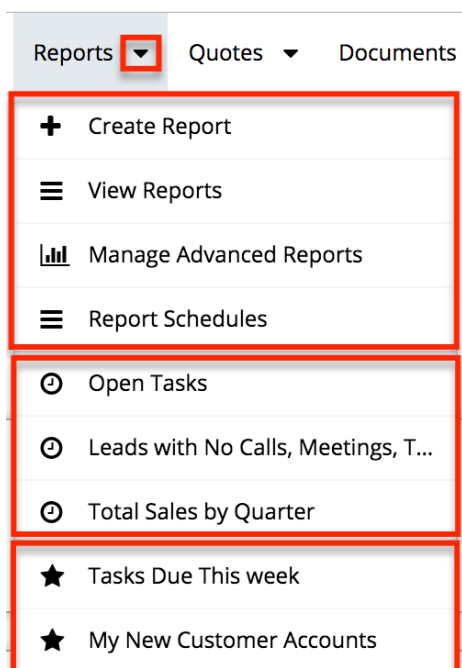 Reports Quotes Documents
Create Report
View Reports
Manage Advanced Reports
Report Schedules
Open Tasks
Leads with No Calls, Meetings, T...
Total Sales by Quarter
Tasks Due This week
My New Customer Accounts